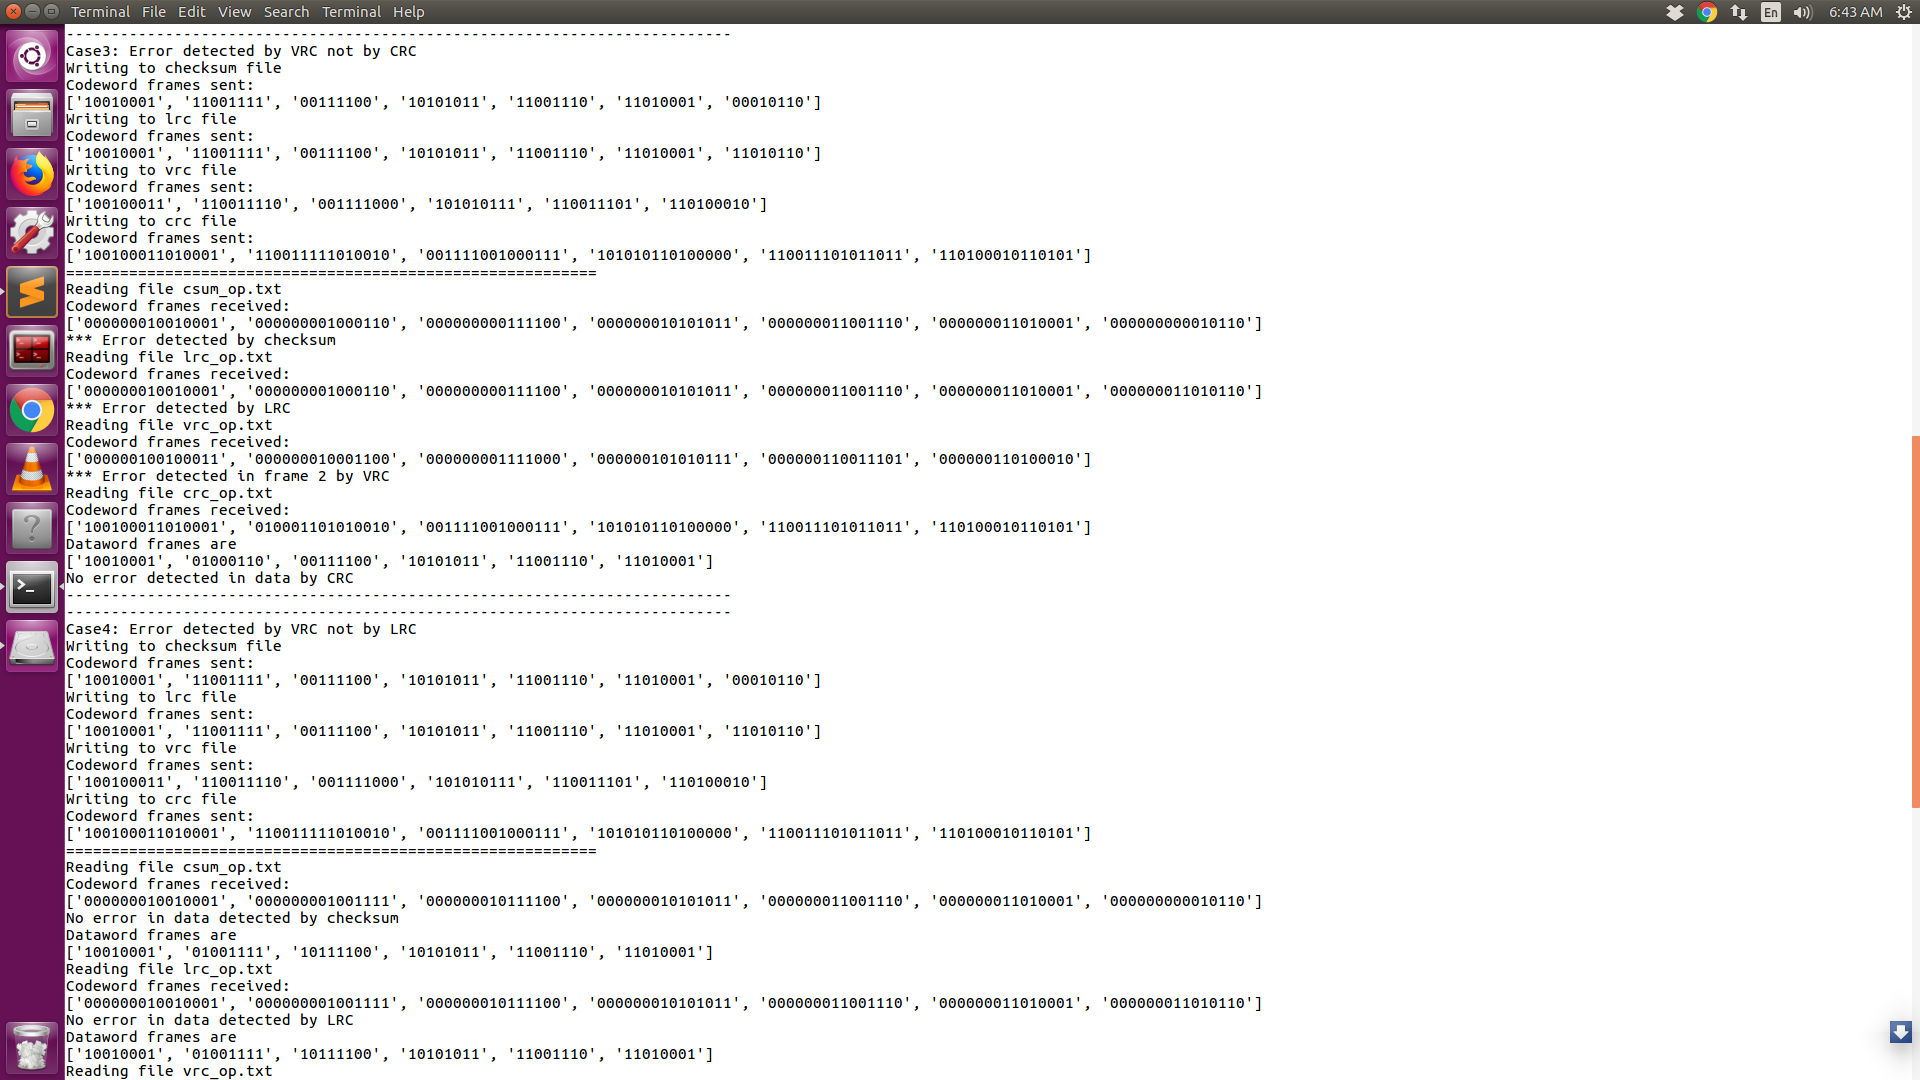 Terminal File Edit View Search Terminal Help En 6:43 AM
------------------------------------------------------------------------
Case3: Error detected by VRC not by CRC
Writing to checksum file
Codeword frames sent:
['10010001', '11001111', '00111100', '10101011', '11001110', '11010001', '00010110']
Writing to lrc file
Codeword frames sent:
['10010001', '11001111', '00111100', '10101011', '11001110', '11010001', '11010110']
Writing to vrc file
Codeword frames sent:
['100100011', '110011110', '001111000', '101010111', '110011101', '110100010']
Writing to crc file
Codeword frames sent:
['100100011010001', '110011111010010', '001111001000111', '101010110100000', '110011101011011', '110100010110101']
===========================================================
Reading file csum_op.txt
Codeword frames received:
['000000010010001', '000000001000110', '000000000111100', '000000010101011', '000000011001110', '000000011010001', '000000000010110']
*** Error detected by checksum
Reading file lrc_op.txt
Codeword frames received:
['000000010010001', '000000001000110', '000000000111100', '000000010101011', '000000011001110', '000000011010001', '000000011010110']
*** Error detected by LRC
Reading file vrc_op.txt
Codeword frames received:
['000000100100011', '000000010001100', '000000001111000', '000000101010111', '000000110011101', '000000110100010']
*** Error detected in frame 2 by VRC
Reading file crc_op.txt
Codeword frames received:
['100100011010001', '010001101010010', '001111001000111', '101010110100000', '110011101011011', '110100010110101']
Dataword frames are
['10010001', '01000110', '00111100', '10101011', '11001110', '11010001']
No error detected in data by CRC
--------------------------------------------------------------------------
--------------------------------------------------------------------------
Case4: Error detected by VRC not by LRC
Writing to checksum file
Codeword frames sent:
['10010001', '11001111', '00111100', '10101011', '11001110', '11010001', '00010110']
Writing to lrc file
Codeword frames sent:
['10010001', '11001111', '00111100', '10101011', '11001110', '11010001', '11010110']
Writing to vrc file
Codeword frames sent:
['100100011', '110011110', '001111000', '101010111', '110011101', '110100010']
Writing to crc file
Codeword frames sent:
['100100011010001', '110011111010010', '001111001000111', '101010110100000', '110011101011011', '110100010110101']
===========================================================
Reading file csum_op.txt
Codeword frames received:
['000000010010001', '000000001001111', '000000010111100', '000000010101011', '000000011001110', '000000011010001', '000000000010110']
No error in data detected by checksum
Dataword frames are
['10010001', '01001111', '10111100', '10101011', '11001110', '11010001']
Reading file lrc_op.txt
Codeword frames received:
['000000010010001', '000000001001111', '000000010111100', '000000010101011', '000000011001110', '000000011010001', '000000011010110']
No error in data detected by LRC
Dataword frames are
['10010001', '01001111', '10111100', '10101011', '11001110', '11010001']
Reading file vrc_op.txt